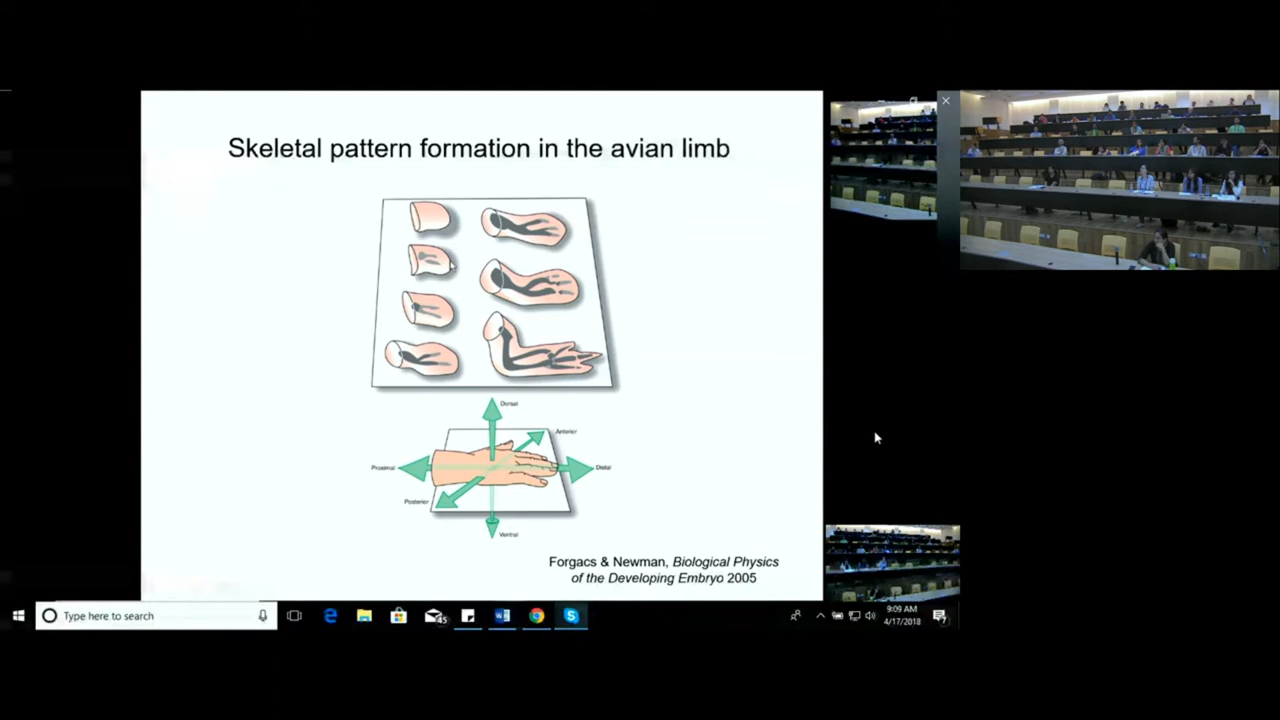 Skeletal pattern formation in the avian limb
Dorsal
Anterior
Proximal
Distal
Posterior
Ventral
Forgacs & Newman, Biological Physics
of the Developing Embryo 2005
Type here to search
45
9:09 AM
4/17/2018